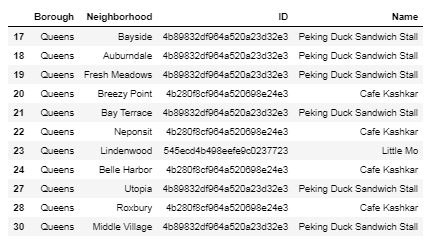 Borough Neighborhood ID Name
17 Queens Bayside 4b89832df964a520a23d32e3 Peking Duck Sandwich Stall
18 Queens Auburndale 4b89832df964a520a23d32e3 Peking Duck Sandwich Stall
19 Queens Fresh Meadows 4b89832df964a520a23d32e3 Peking Duck Sandwich Stall
20 Queens Breezy Point 4b280f8cf964a520698e24e3 Cafe Kashkar
21 Queens Bay Terrace 4b89832df964a520a23d32e3 Peking Duck Sandwich Stall
22 Queens Neponsit 4b280f8cf964a520698e24e3 Cafe Kashkar
23 Queens Lindenwood 545ecd4b498eefe9c0237723 Little Mo
24 Queens Belle Harbor 4b280f8cf964a520698e24e3 Cafe Kashkar
27 Queens Utopia 4b89832df964a520a23d32e3 Peking Duck Sandwich Stall
28 Queens Roxbury 4b280f8cf964a520698e24e3 Cafe Kashkar
30 Queens Middle Village 4b89832df964a520a23d32e3 Peking Duck Sandwich Stall